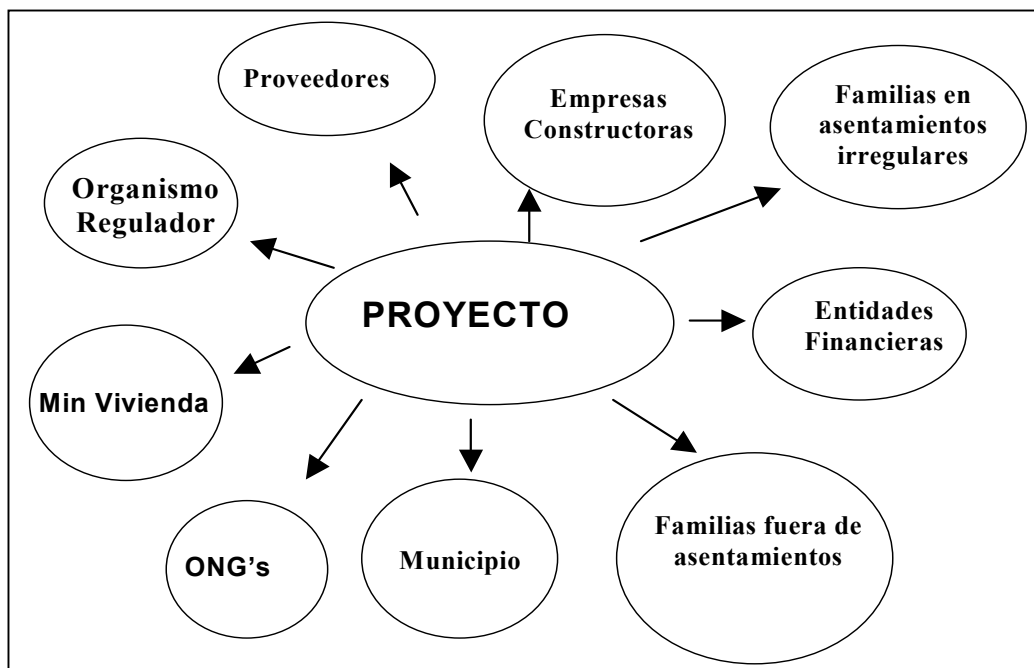 Proveedores
Empresas
Constructoras
Familias en
asentamientos
irregulares
Organismo
Regulador
PROYECTO
Entidades
Financieras
Min Vivienda
ONG’s
Municipio
Familias fuera de
asentamientos